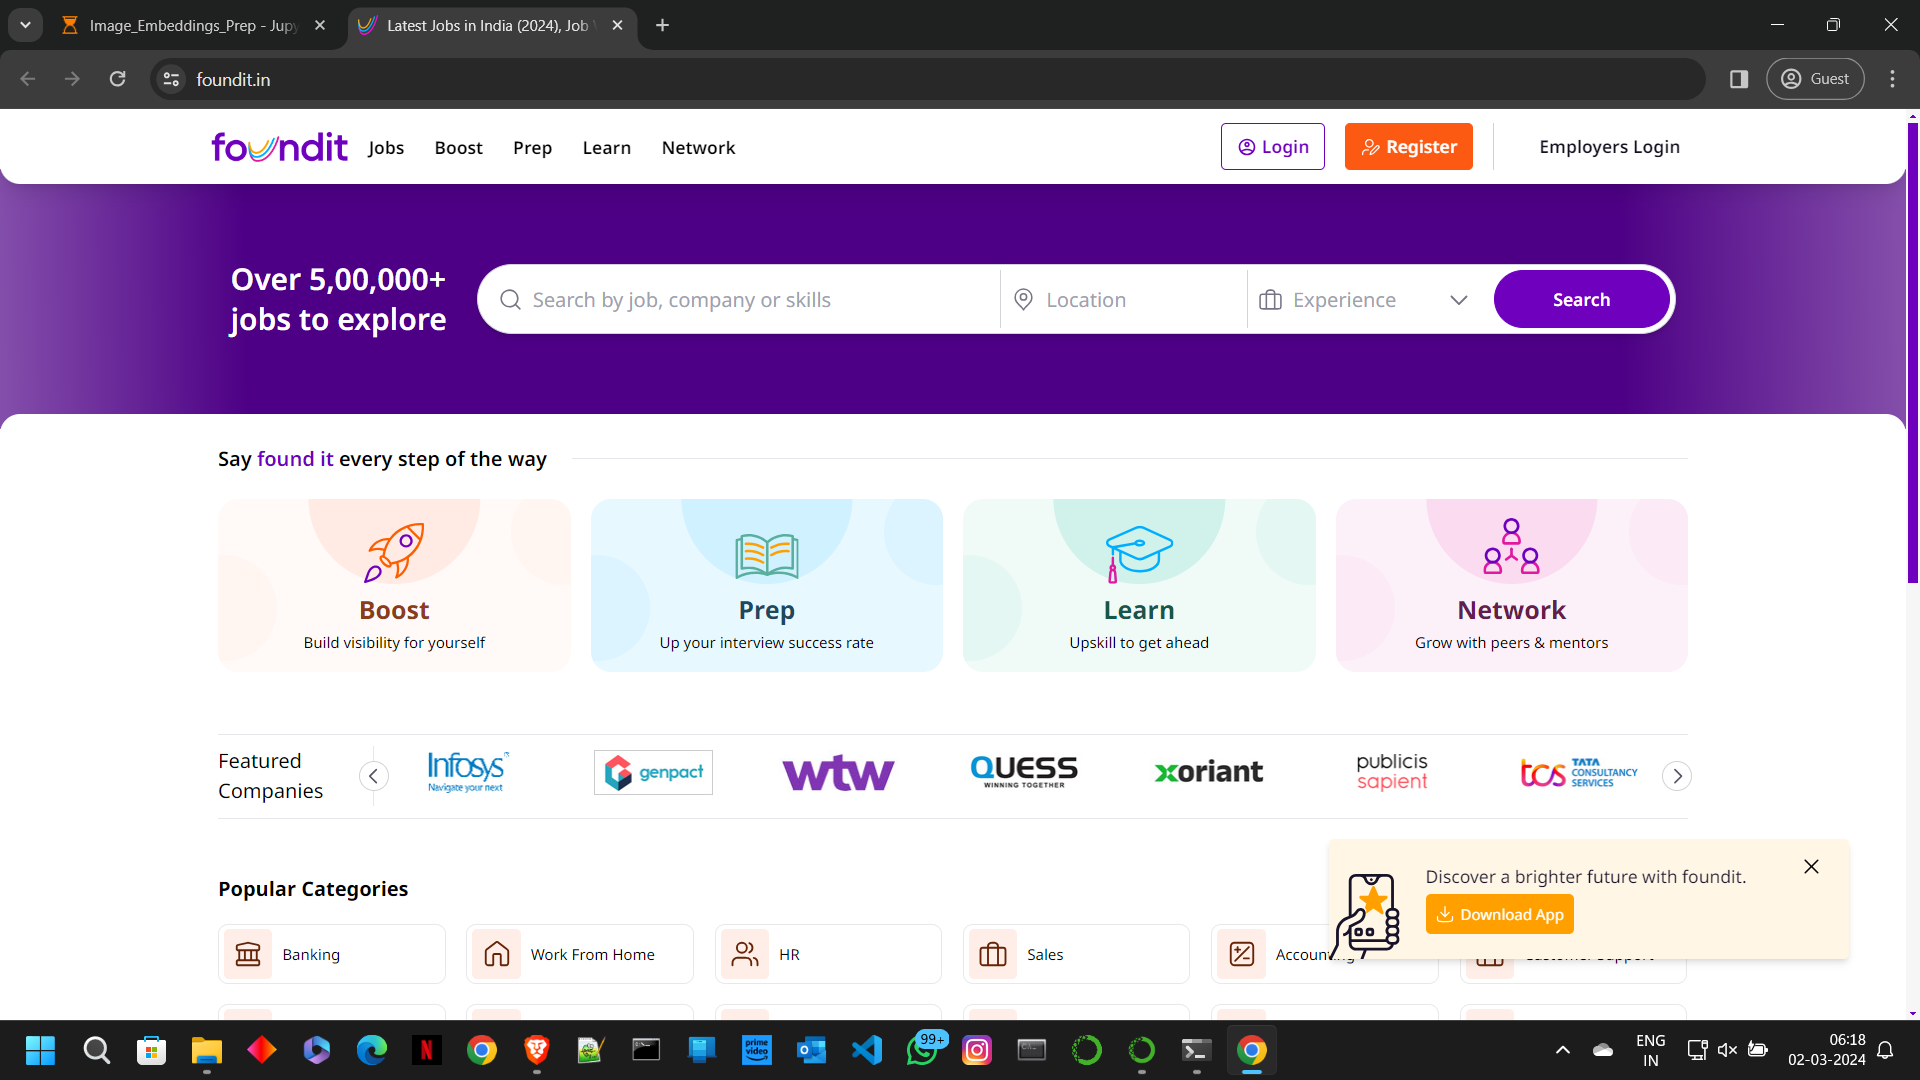 Image_Embeddings_Prep - Jupy
Latest Jobs in India (2024), Job
foundit.in
Guest
foundit
Jobs
Boost
Prep
Learn
Network
Login
Register
Employers Login
Over 5,00,000+
jobs to explore
Search by job, company or skills
Location
Experience
Search
Say found it every step of the way
Boost
Build visibility for yourself
Prep
Up your interview success rate
Learn
Upskill to get ahead
Network
Grow with peers & mentors
Featured
Companies
Infosys
Navigate your next
genpact
wtw
QUESS
WINNING TOGETHER
xoriant
publicis
sapient
tcs TATA
CONSULTANCY
SERVICES
Discover a brighter future with foundit.
Download App
Popular Categories
Banking
Work From Home
HR
Sales
Accounting
Customer Support
99+
prime
video
ENG
IN
06:18
02-03-2024